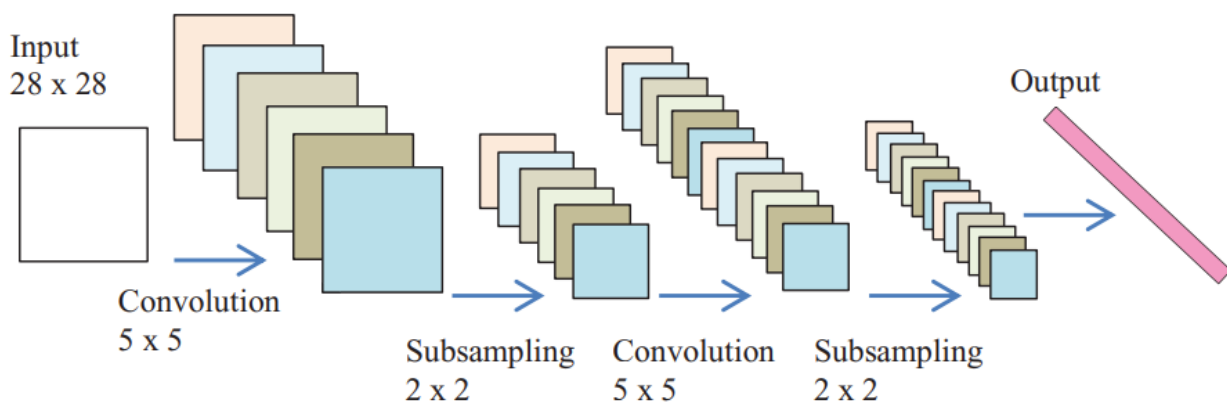 Input
28 x 28
Convolution
5 x 5
Subsampling
2 x 2
Convolution
5 x 5
Subsampling
2 x 2
Output